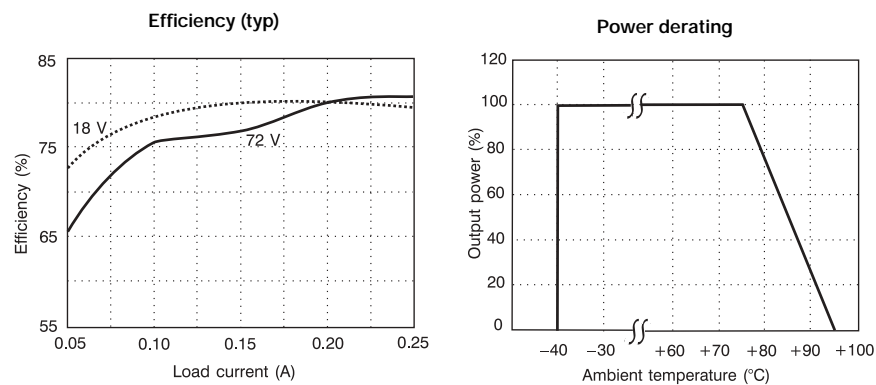 Efficiency (typ)
85
75
65
55
Efficiency (%)
18 V
72 V
0.05 0.10 0.15 0.20 0.25
Load current (A)
Power derating
120
100
80
60
40
20
0
Output power (%)
−40 -30 +60 +70 +80 +90 +100
Ambient temperature (°C)